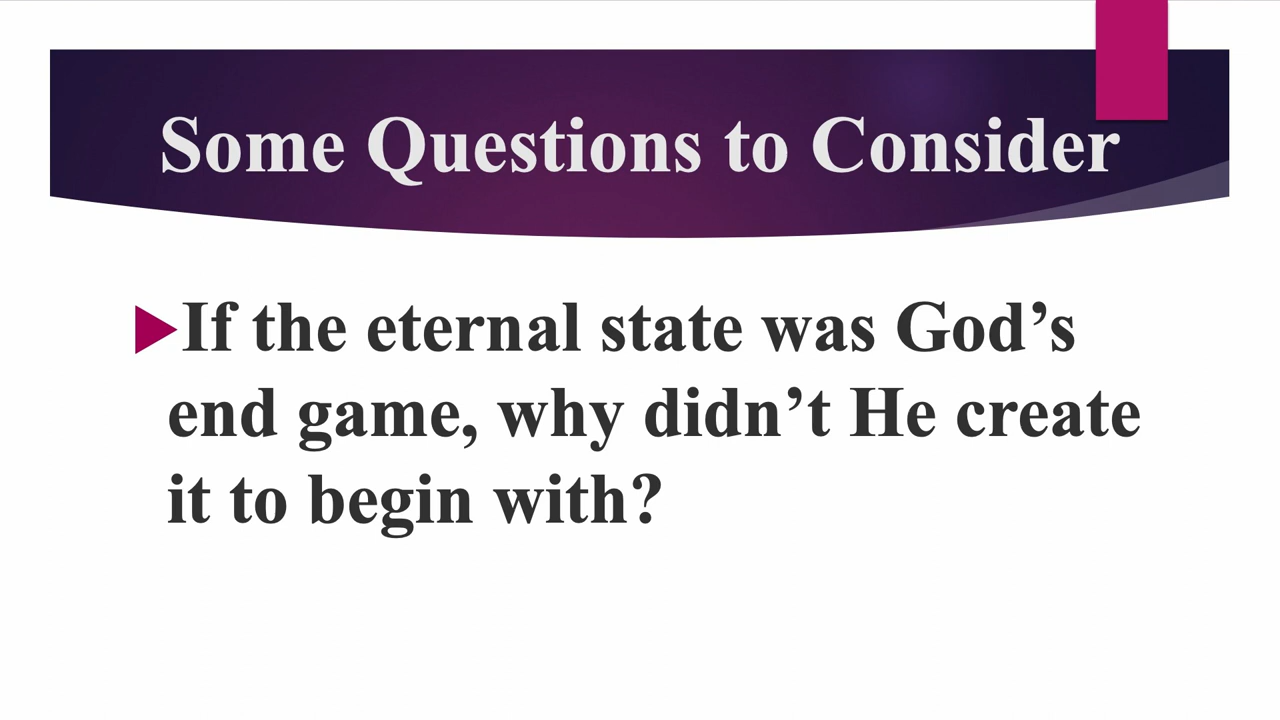 Some Questions to Consider
If the eternal state was God’s
end game, why didn’t He create
it to begin with?